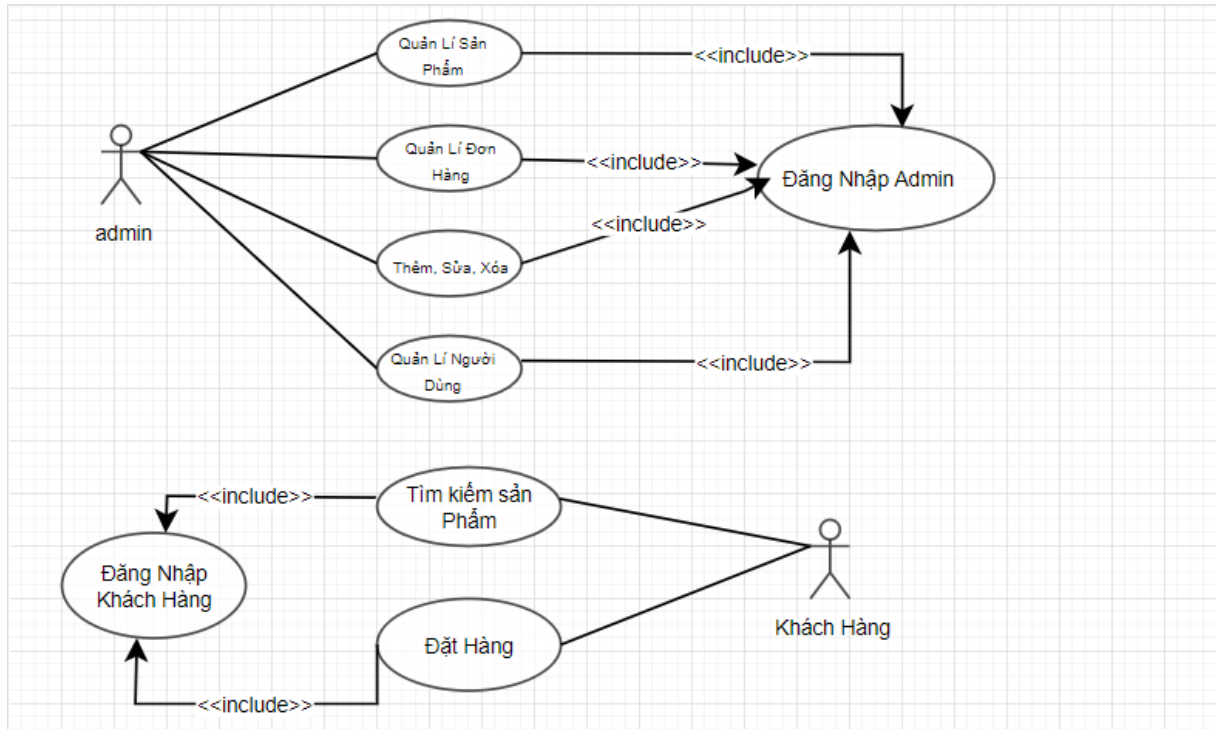 Quản Lí Sản
Phẩm
<<include>>
Quản Lí Đơn
Hàng
<<include>>
Đăng Nhập Admin
admin
<<include>>
Thêm, Sửa, Xóa
Quản Lí Người
Dùng
<<include>>
<<include>>
Tìm kiếm sản
Phẩm
Đăng Nhập
Khách Hàng
Khách Hàng
Đặt Hàng
<<include>>